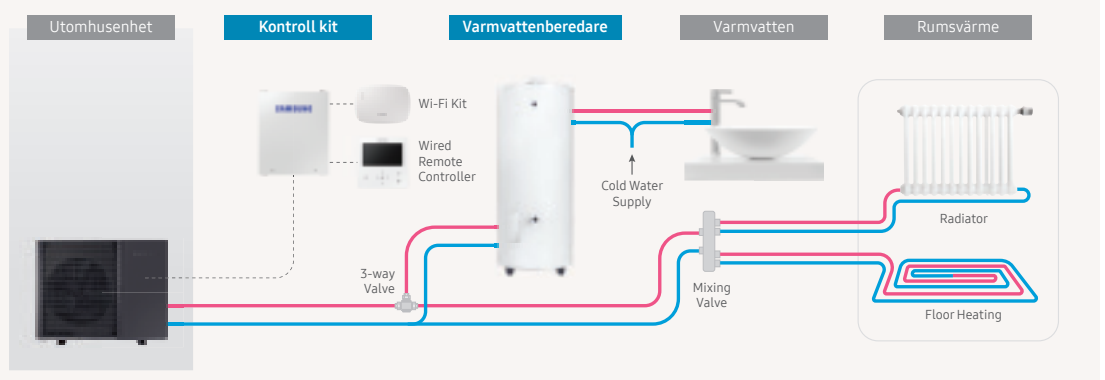 Utomhusenhet
Kontroll kit
Varmvattenberedare
Varmvatten
Rumsvärme
SAMSUNG
Wi-Fi Kit
Wired
Remote
Controller
Cold Water
Supply
Radiator
3-way
Valve
Mixing
Valve
Floor Heating